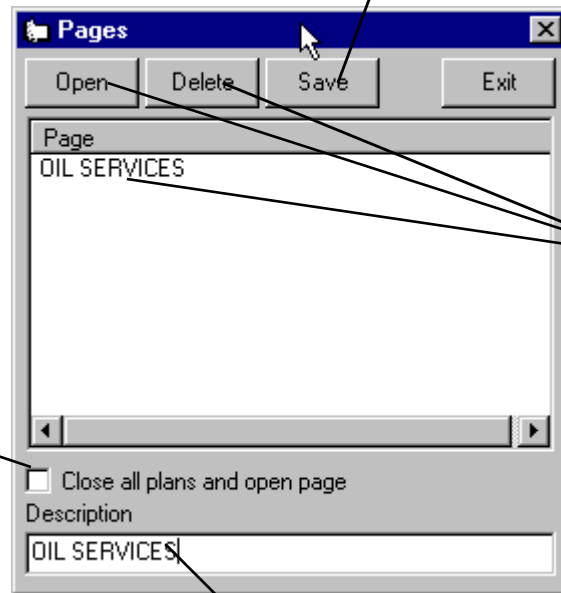 Pages
Open Delete Save Exit
Page
OIL SERVICES
Close all plans and open page
Description
OIL SERVICES